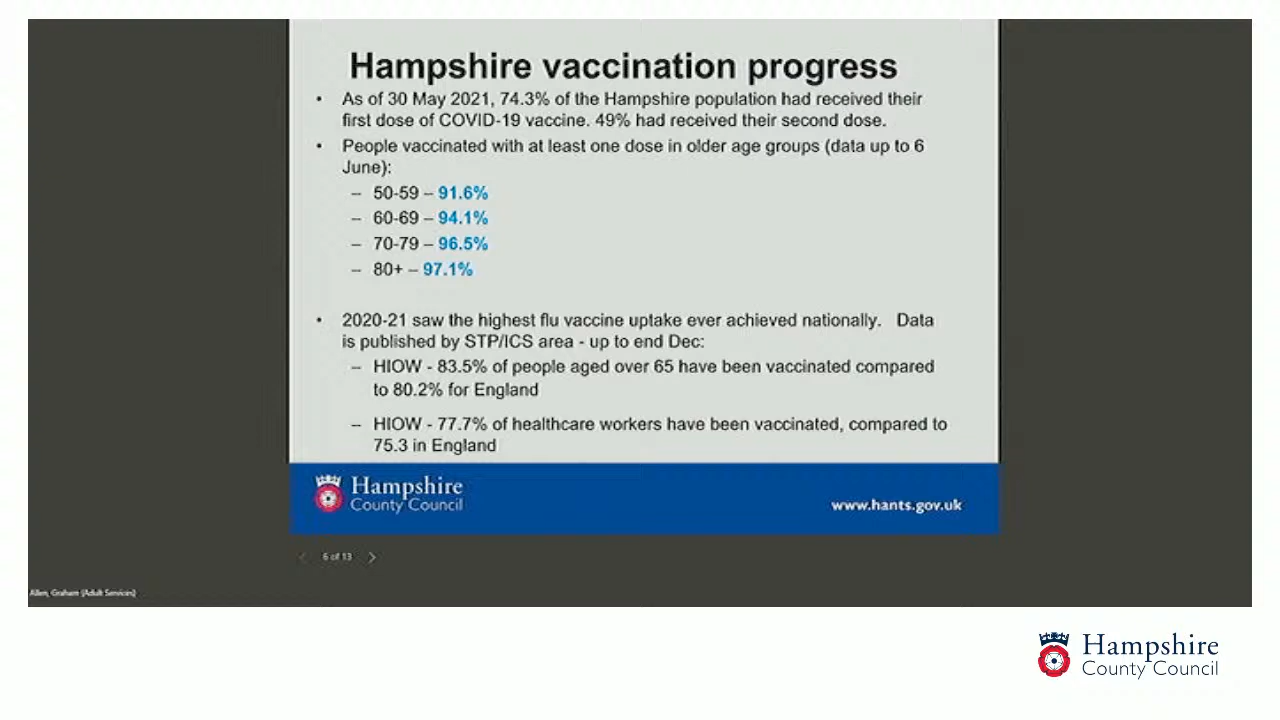 Hampshire vaccination progress
• As of 30 May 2021, 74.3% of the Hampshire population had received their
first dose of COVID-19 vaccine. 49% had received their second dose.
• People vaccinated with at least one dose in older age groups (data up to 6
June):
– 50-59 – 91.6%
– 60-69 – 94.1%
– 70-79 – 96.5%
– 80+ – 97.1%
• 2020-21 saw the highest flu vaccine uptake ever achieved nationally. Data
is published by STP/ICS area - up to end Dec:
– HIOW - 83.5% of people aged over 65 have been vaccinated compared
to 80.2% for England
– HIOW - 77.7% of healthcare workers have been vaccinated, compared to
75.3 in England
Hampshire
County Council
www.hants.gov.uk
6 of 13
Allen, Graham (Adult Services)
Hampshire
County Council